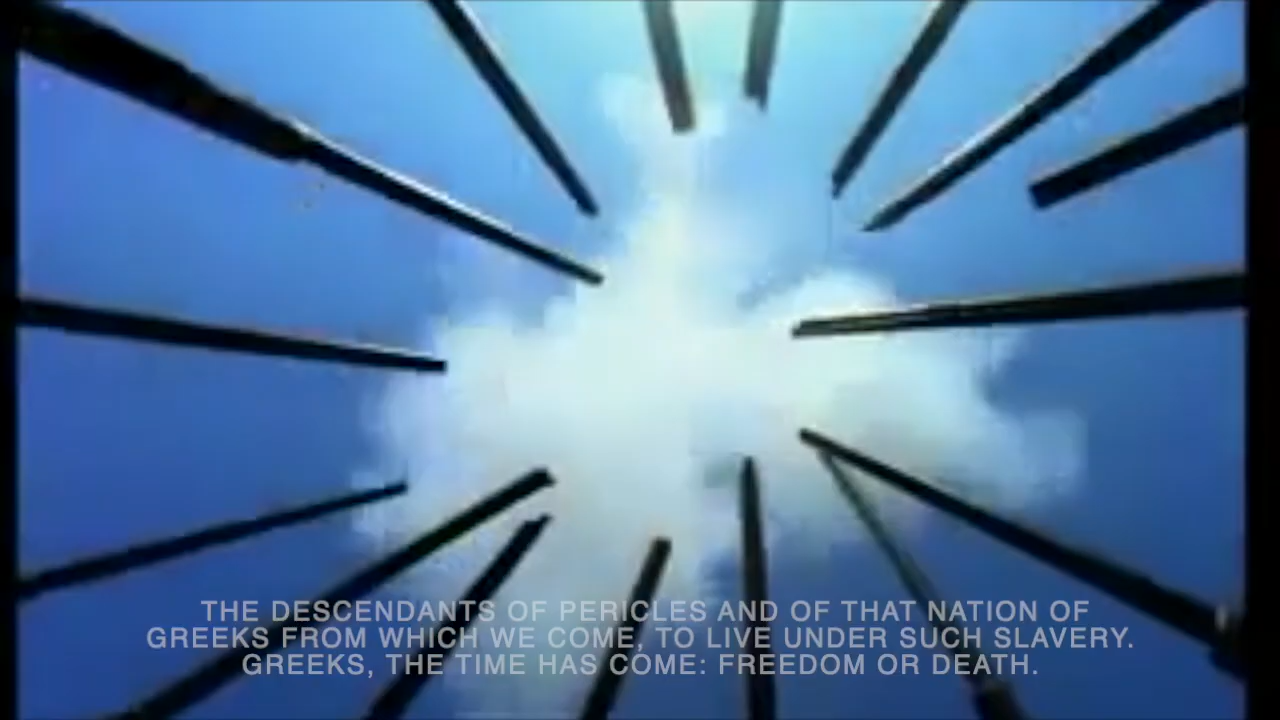 THE DESCENDANTS OF PERICLES AND OF THAT NATION OF
GREEKS FROM WHICH WE COME, TO LIVE UNDER SUCH SLAVERY.
GREEKS, THE TIME HAS COME: FREEDOM OR DEATH.